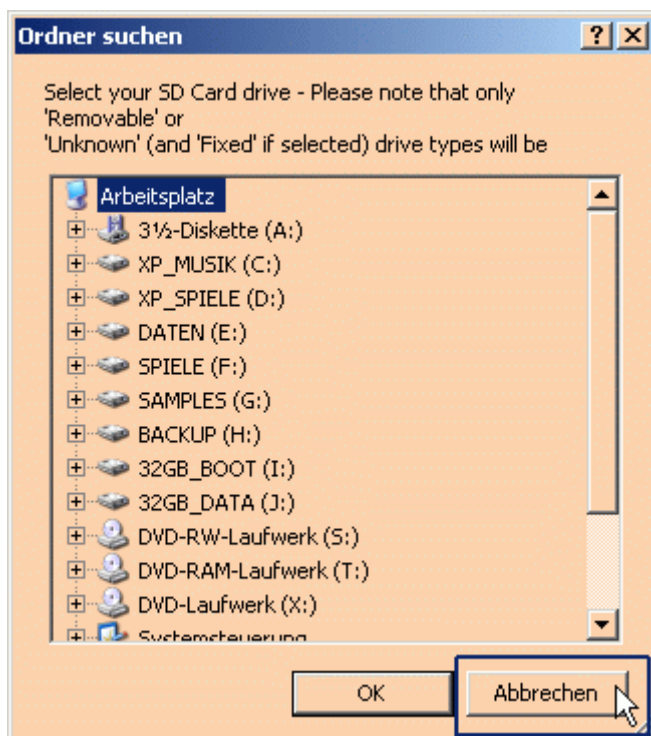 Ordner suchen
Select your SD Card drive - Please note that only
'Removable' or
'Unknown' (and 'Fixed' if selected) drive types will be
Arbeitsplatz
3½-Diskette (A:)
XP_MUSIK (C:)
XP_SPIELE (D:)
DATEN (E:)
SPIELE (F:)
SAMPLES (G:)
BACKUP (H:)
32GB_BOOT (I:)
32GB_DATA (J:)
DVD-RW-Laufwerk (S:)
DVD-RAM-Laufwerk (T:)
DVD-Laufwerk (X:)
Systemsteuerung
OK Abbrechen